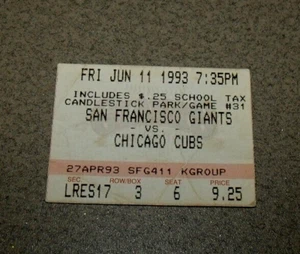 FRI JUN 11 1993 7:35PM
INCLUDES $.25 SCHOOL TAX
CANDLESTICK PARK/GAME #31
SAN FRANCISCO GIANTS
- VS. -
CHICAGO CUBS
27APR93 SFG411 KGROUP
SEC ROW/BOX SEAT PRICE
LRES17 3 6 9.25